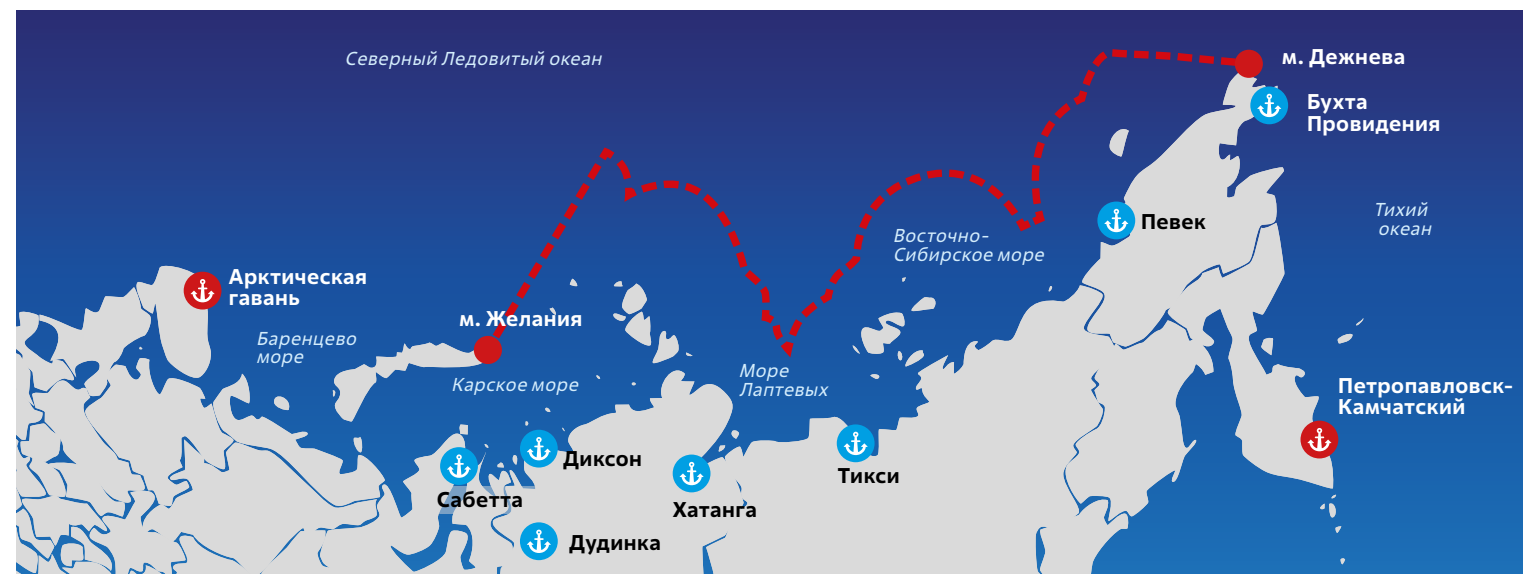 Северный Ледовитый океан
м. Дежнева
Бухта
Провидения
Тихий
океан
Певек
Восточно-
Сибирское море
Арктическая
гавань
м. Желания
Баренцево
море
Карское море
Море
Лаптевых
Петропавловск-
Камчатский
Диксон
Тикси
Сабетта
Хатанга
Дудинка